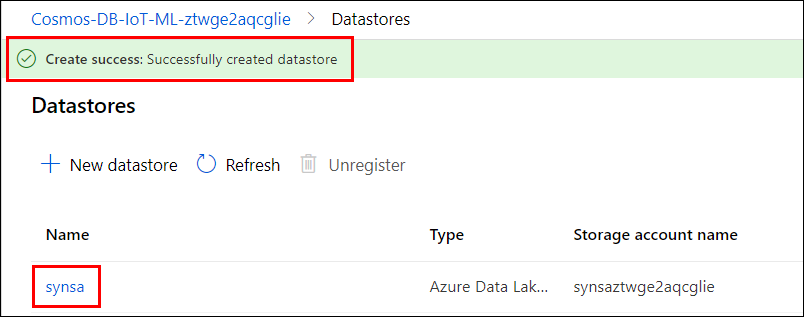 Cosmos-DB-IoT-ML-ztwge2aqcglie > Datastores
Create success: Successfully created datastore
Datastores
New datastore Refresh Unregister
Name Type Storage account name
synsa Azure Data Lak... synsaztwge2aqcglie